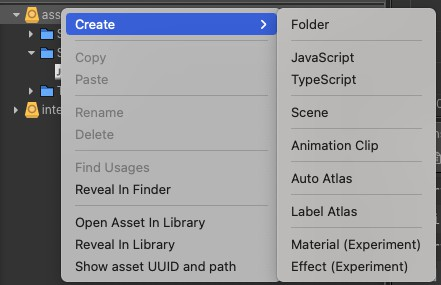 ass
S
S
T
inte
Create
Copy
Paste
Rename
Delete
Find Usages
Reveal In Finder
Open Asset In Library
Reveal In Library
Show asset UUID and path
Folder
JavaScript
TypeScript
Scene
Animation Clip
Auto Atlas
Label Atlas
Material (Experiment)
Effect (Experiment)